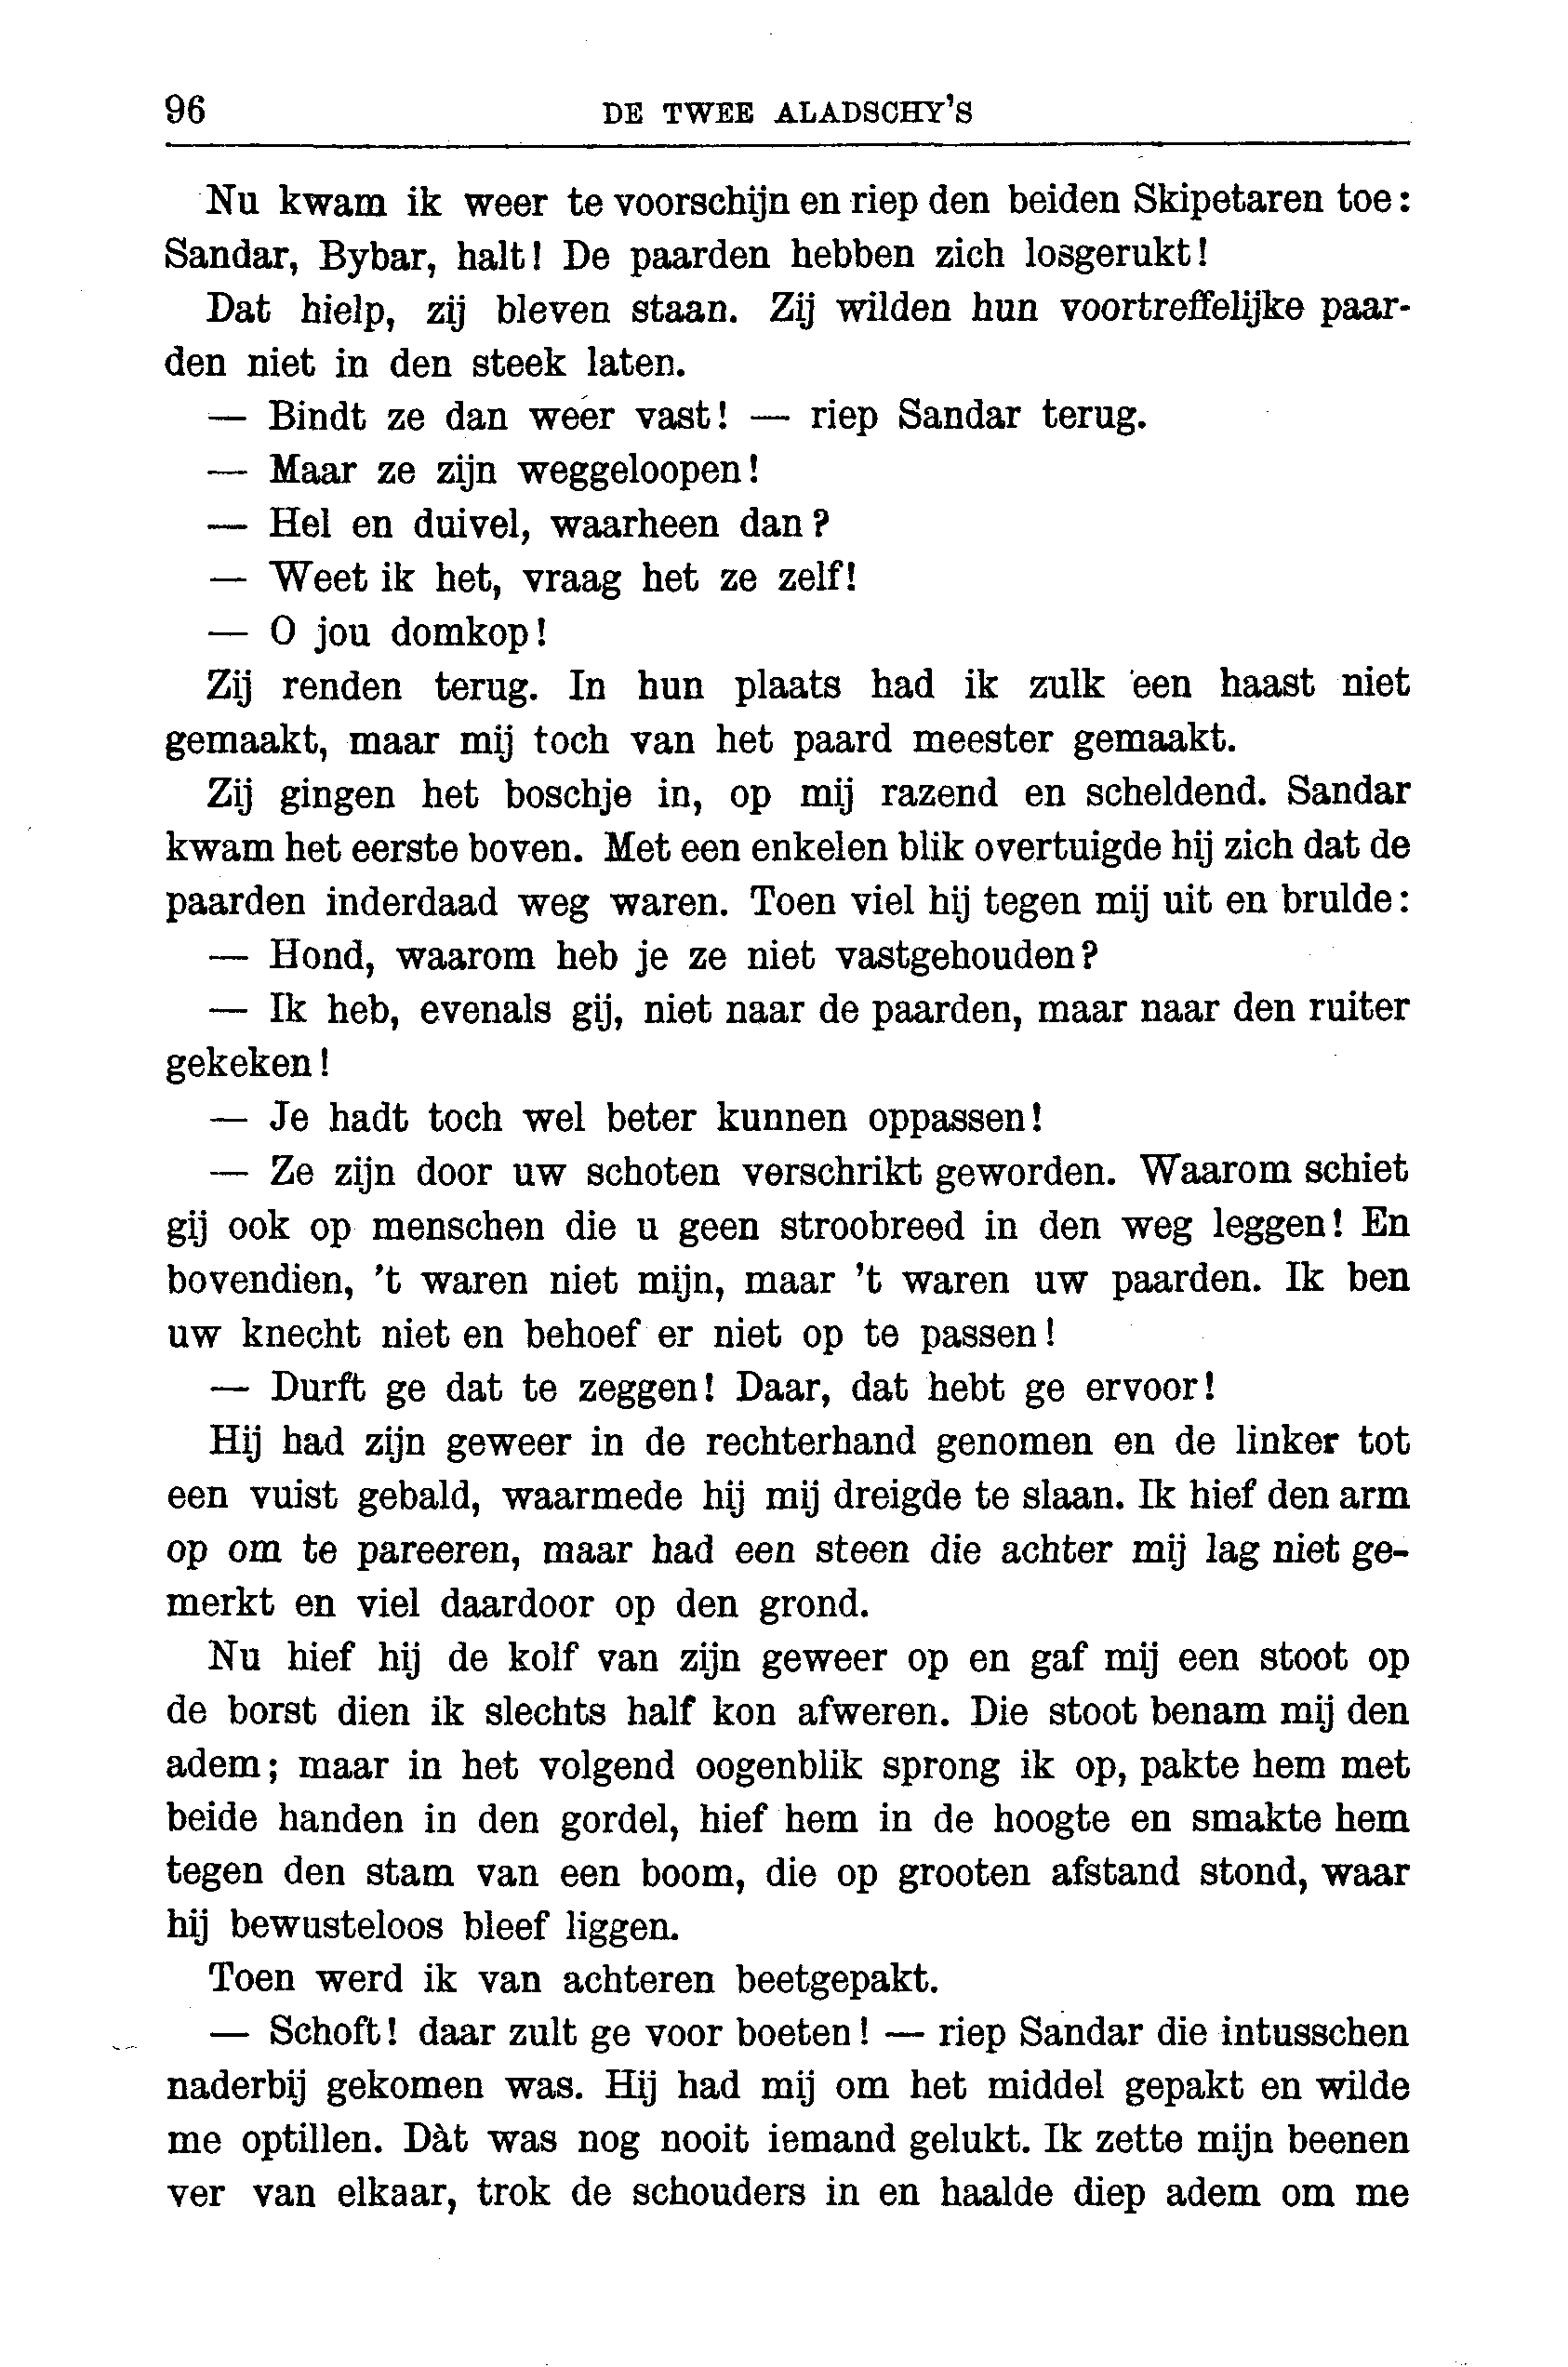 96 DE TWEE ALADSCHY'S
Nu kwam ik weer te voorschijn en riep den beiden Skipetaren toe:
Sandar, Bybar, halt! De paarden hebben zich losgerukt!
Dat hielp, zij bleven staan. Zij wilden hun voortreffelijke paar-
den niet in den steek laten.
— Bindt ze dan weer vast! — riep Sandar terug.
— Maar ze zijn weggeloopen!
— Hel en duivel, waarheen dan?
— Weet ik het, vraag het ze zelf!
— O jou domkop!
Zij renden terug. In hun plaats had ik zulk een haast niet
gemaakt, maar mij toch van het paard meester gemaakt.
Zij gingen het boschje in, op mij razend en scheldend. Sandar
kwam het eerste boven. Met een enkelen blik overtuigde hij zich dat de
paarden inderdaad weg waren. Toen viel hij tegen mij uit en brulde:
— Hond, waarom heb je ze niet vastgehouden?
— Ik heb, evenals gij, niet naar de paarden, maar naar den ruiter
gekeken!
— Je hadt toch wel beter kunnen oppassen!
— Ze zijn door uw schoten verschrikt geworden. Waarom schiet
gij ook op menschen die u geen stroobreed in den weg leggen! En
bovendien, 't waren niet mijn, maar 't waren uw paarden. Ik ben
uw knecht niet en behoef er niet op te passen!
— Durft ge dat te zeggen! Daar, dat hebt ge ervoor!
Hij had zijn geweer in de rechterhand genomen en de linker tot
een vuist gebald, waarmede hij mij dreigde te slaan. Ik hief den arm
op om te pareeren, maar had een steen die achter mij lag niet ge-
merkt en viel daardoor op den grond.
Nu hief hij de kolf van zijn geweer op en gaf mij een stoot op
de borst dien ik slechts half kon afweren. Die stoot benam mij den
adem; maar in het volgend oogenblik sprong ik op, pakte hem met
beide handen in den gordel, hief hem in de hoogte en smakte hem
tegen den stam van een boom, die op grooten afstand stond, waar
hij bewusteloos bleef liggen.
Toen werd ik van achteren beetgepakt.
— Schoft! daar zult ge voor boeten! — riep Sandar die intusschen
naderbij gekomen was. Hij had mij om het middel gepakt en wilde
me optillen. Dàt was nog nooit iemand gelukt. Ik zette mijn beenen
ver van elkaar, trok de schouders in en haalde diep adem om me